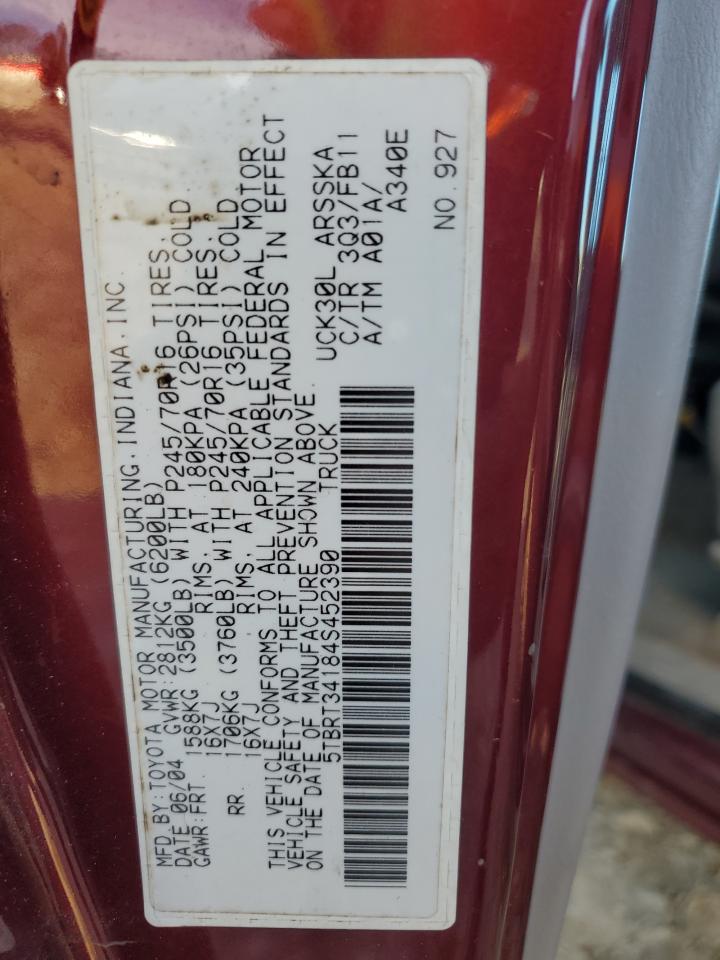 MFD.BY:TOYOTA MOTOR MANUFACTURING,INDIANA,INC.
DATE 06/04 GVWR:2812KG (6200LB)
GAWR:FRT. 1588KG (3500LB) WITH P245/70R16 TIRES.
16X7J RIMS, AT 180KPA (26PSI) COLD
RR. 1706KG (3760LB) WITH P245/70R16 TIRES.
16X7J RIMS, AT 240KPA (35PSI) COLD
THIS VEHICLE CONFORMS TO ALL APPLICABLE FEDERAL MOTOR
VEHICLE SAFETY AND THEFT PREVENTION STANDARDS IN EFFECT
ON THE DATE OF MANUFACTURE SHOWN ABOVE.
5TBRT34184S452390 TRUCK
UCK30L ARSSKA
C/TR 3Q3/FB11
A/TM A01A/
A340E
NO.927